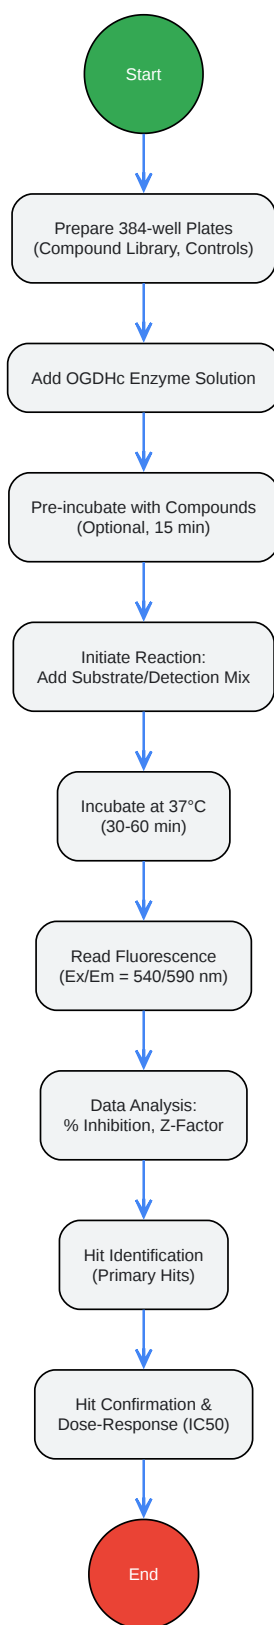 Start
Prepare 384-well Plates
(Compound Library, Controls)
Add OGDHc Enzyme Solution
Pre-incubate with Compounds
(Optional, 15 min)
Initiate Reaction:
Add Substrate/Detection Mix
Incubate at 37°C
(30-60 min)
Read Fluorescence
(Ex/Em = 540/590 nm)
Data Analysis:
% Inhibition, Z-Factor
Hit Identification
(Primary Hits)
Hit Confirmation &
Dose-Response (IC50)
End